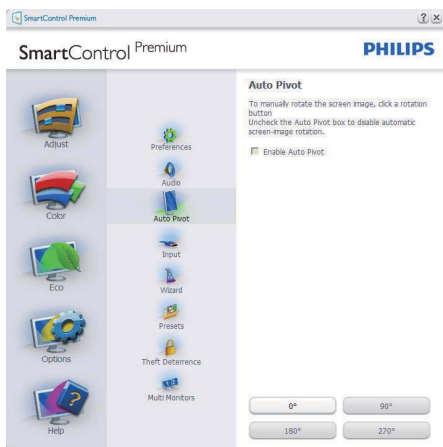 SmartControl Premium
? X
SmartControl Premium
PHILIPS
Adjust
Color
Eco
Options
Help
Preferences
Audio
Auto Pivot
Input
Wizard
Presets
Theft Deterrence
Multi Monitors
Auto Pivot
To manually rotate the screen image, click a rotation
button
Uncheck the Auto Pivot box to disable automatic
screen-image rotation.
Enable Auto Pivot
0°
90°
180°
270°